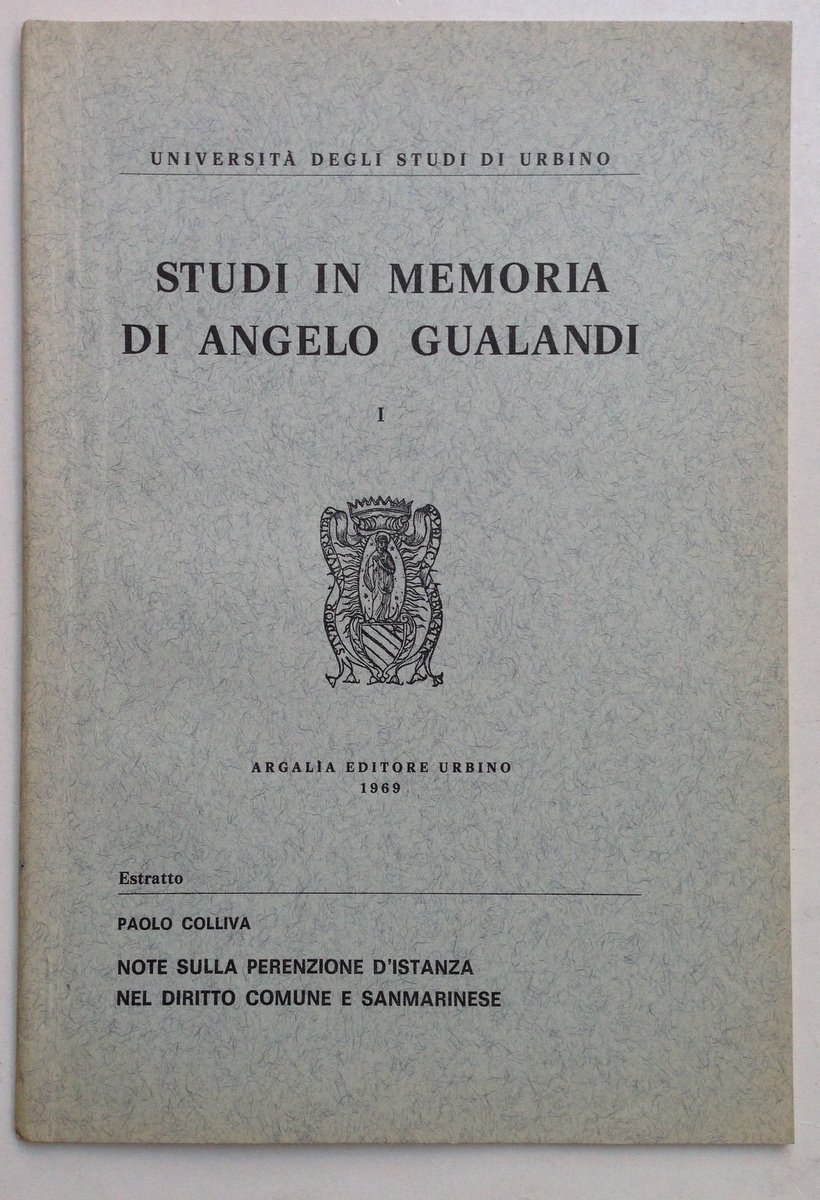 UNIVERSITÀ DEGLI STUDI DI URBINO
STUDI IN MEMORIA
DI ANGELO GUALANDI
I
STUDIOR
ARGALÌA EDITORE URBINO
1969
Estratto
PAOLO COLLIVA
NOTE SULLA PERENZIONE D'ISTANZA
NEL DIRITTO COMUNE E SANMARINESE